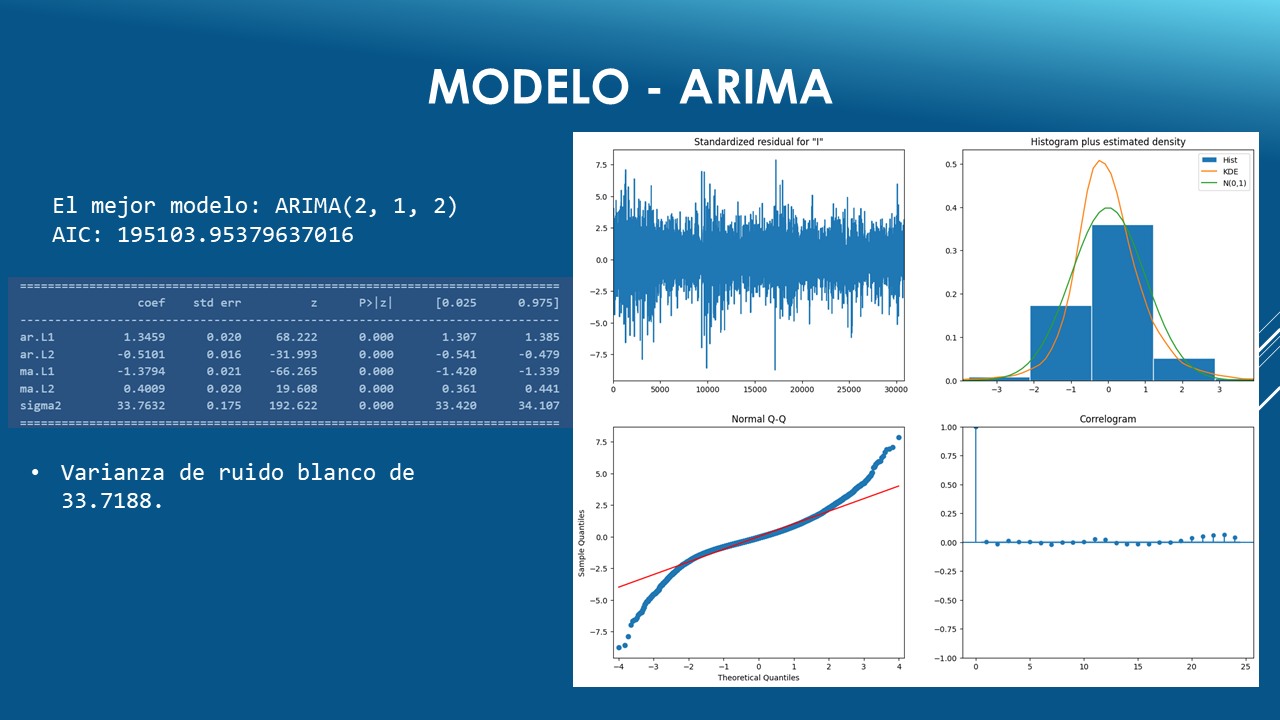 MODELO - ARIMA
El mejor modelo: ARIMA(2, 1, 2)
AIC: 195103.95379637016
==============================================================================
coef std err z P>|z| [0.025 0.975]
------------------------------------------------------------------------------
ar.L1 1.3459 0.020 68.222 0.000 1.307 1.385
ar.L2 -0.5101 0.016 -31.993 0.000 -0.541 -0.479
ma.L1 -1.3794 0.021 -66.265 0.000 -1.420 -1.339
ma.L2 0.4009 0.020 19.608 0.000 0.361 0.441
sigma2 33.7632 0.175 192.622 0.000 33.420 34.107
==============================================================================
• Varianza de ruido blanco de
33.7188.
Standardized residual for "I"
7.5
5.0
2.5
0.0
−2.5
−5.0
−7.5
0 5000 10000 15000 20000 25000 30000
Histogram plus estimated density
Hist
KDE
N(0,1)
0.5
0.4
0.3
0.2
0.1
0.0
−3 −2 −1 0 1 2 3
Normal Q-Q
Sample Quantiles
7.5
5.0
2.5
0.0
−2.5
−5.0
−7.5
−4 −3 −2 −1 0 1 2 3 4
Theoretical Quantiles
Correlogram
1.00
0.75
0.50
0.25
0.00
−0.25
−0.50
−0.75
−1.00
0 5 10 15 20 25